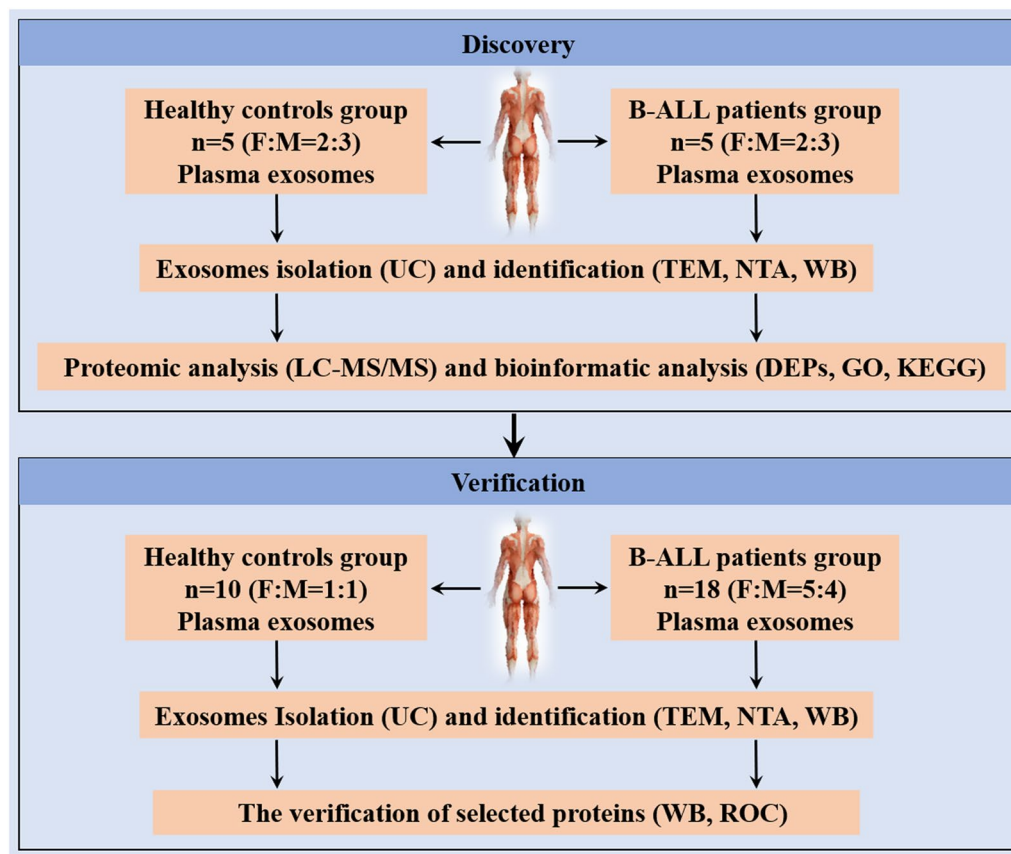 Discovery
Healthy controls group
n=5 (F:M=2:3)
Plasma exosomes
B-ALL patients group
n=5 (F:M=2:3)
Plasma exosomes
Exosomes isolation (UC) and identification (TEM, NTA, WB)
Proteomic analysis (LC-MS/MS) and bioinformatic analysis (DEPs, GO, KEGG)
Verification
Healthy controls group
n=10 (F:M=1:1)
Plasma exosomes
B-ALL patients group
n=18 (F:M=5:4)
Plasma exosomes
Exosomes Isolation (UC) and identification (TEM, NTA, WB)
The verification of selected proteins (WB, ROC)